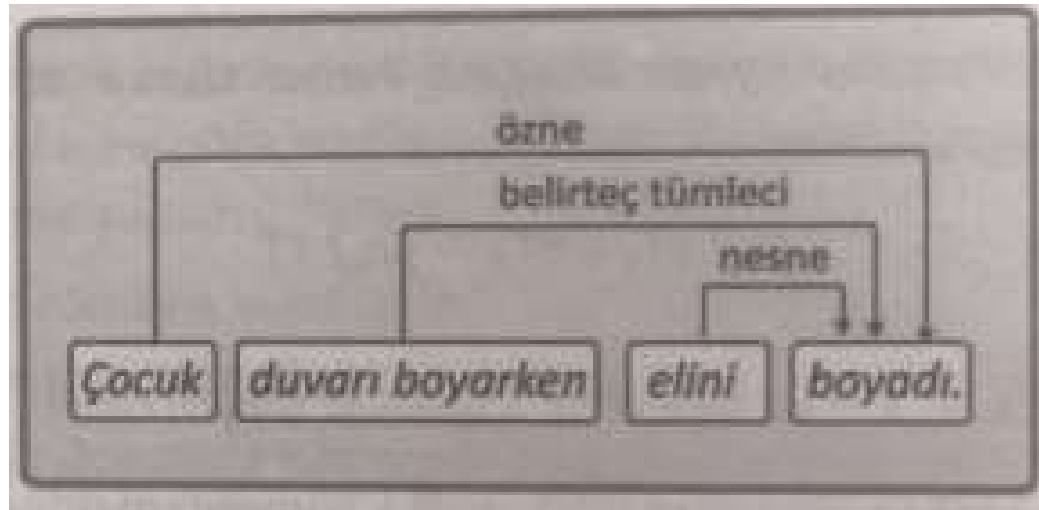 özne
belirteç tümleci
nesne
Çocuk duvarı boyarken elini boyadı.